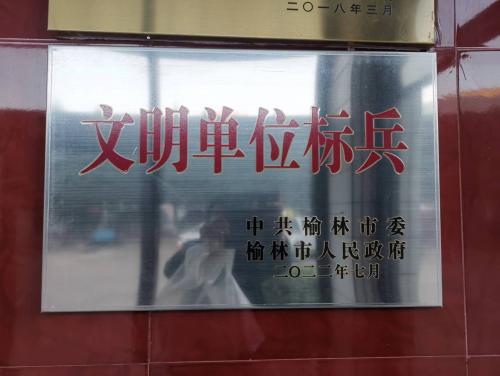 二〇一八年三月
文明单位标兵
中共榆林市委
榆林市人民政府
二〇二二年七月